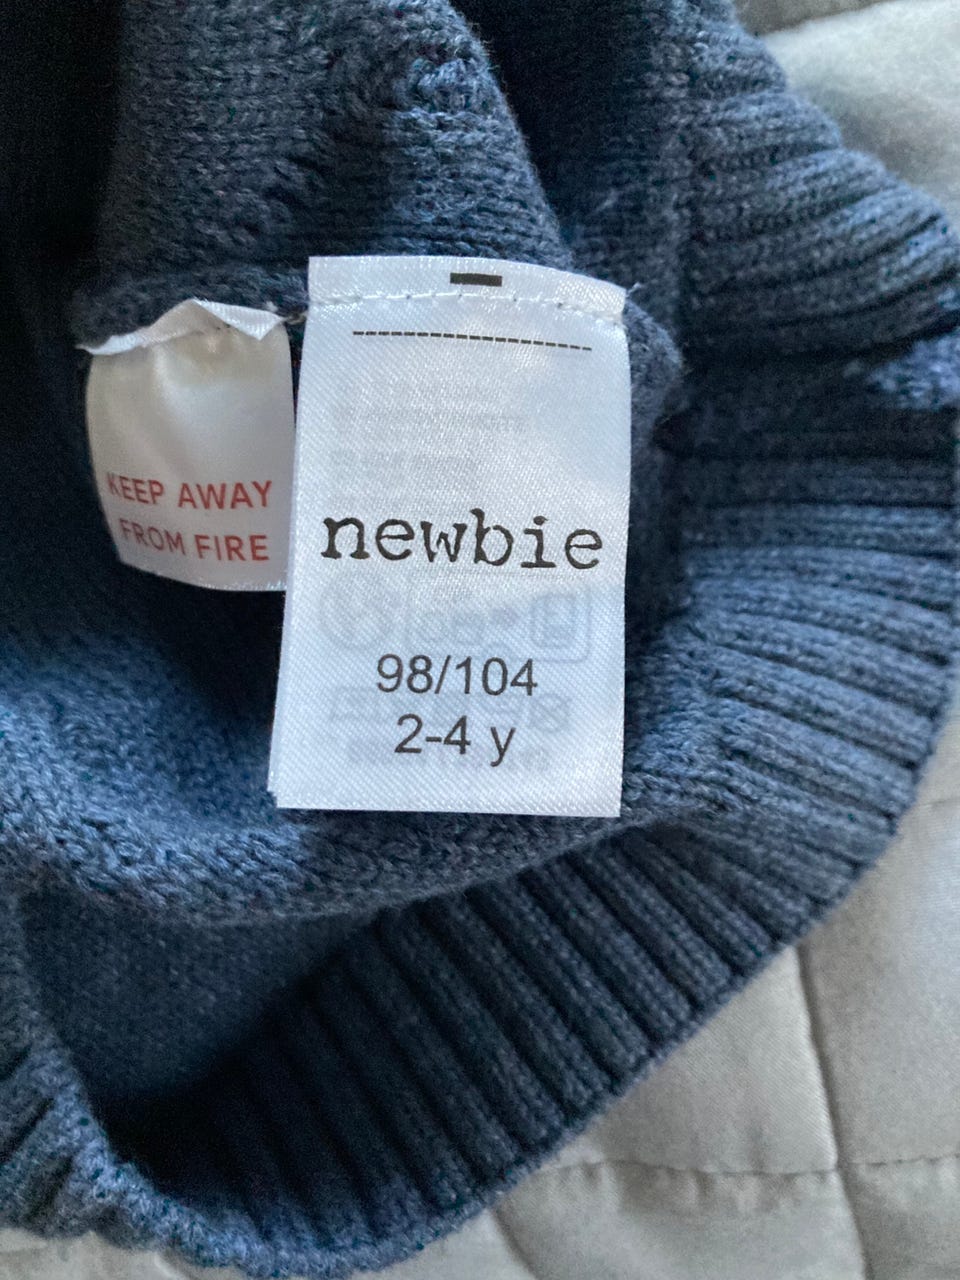 KEEP AWAY
FROM FIRE
newbie
98/104
2-4 y